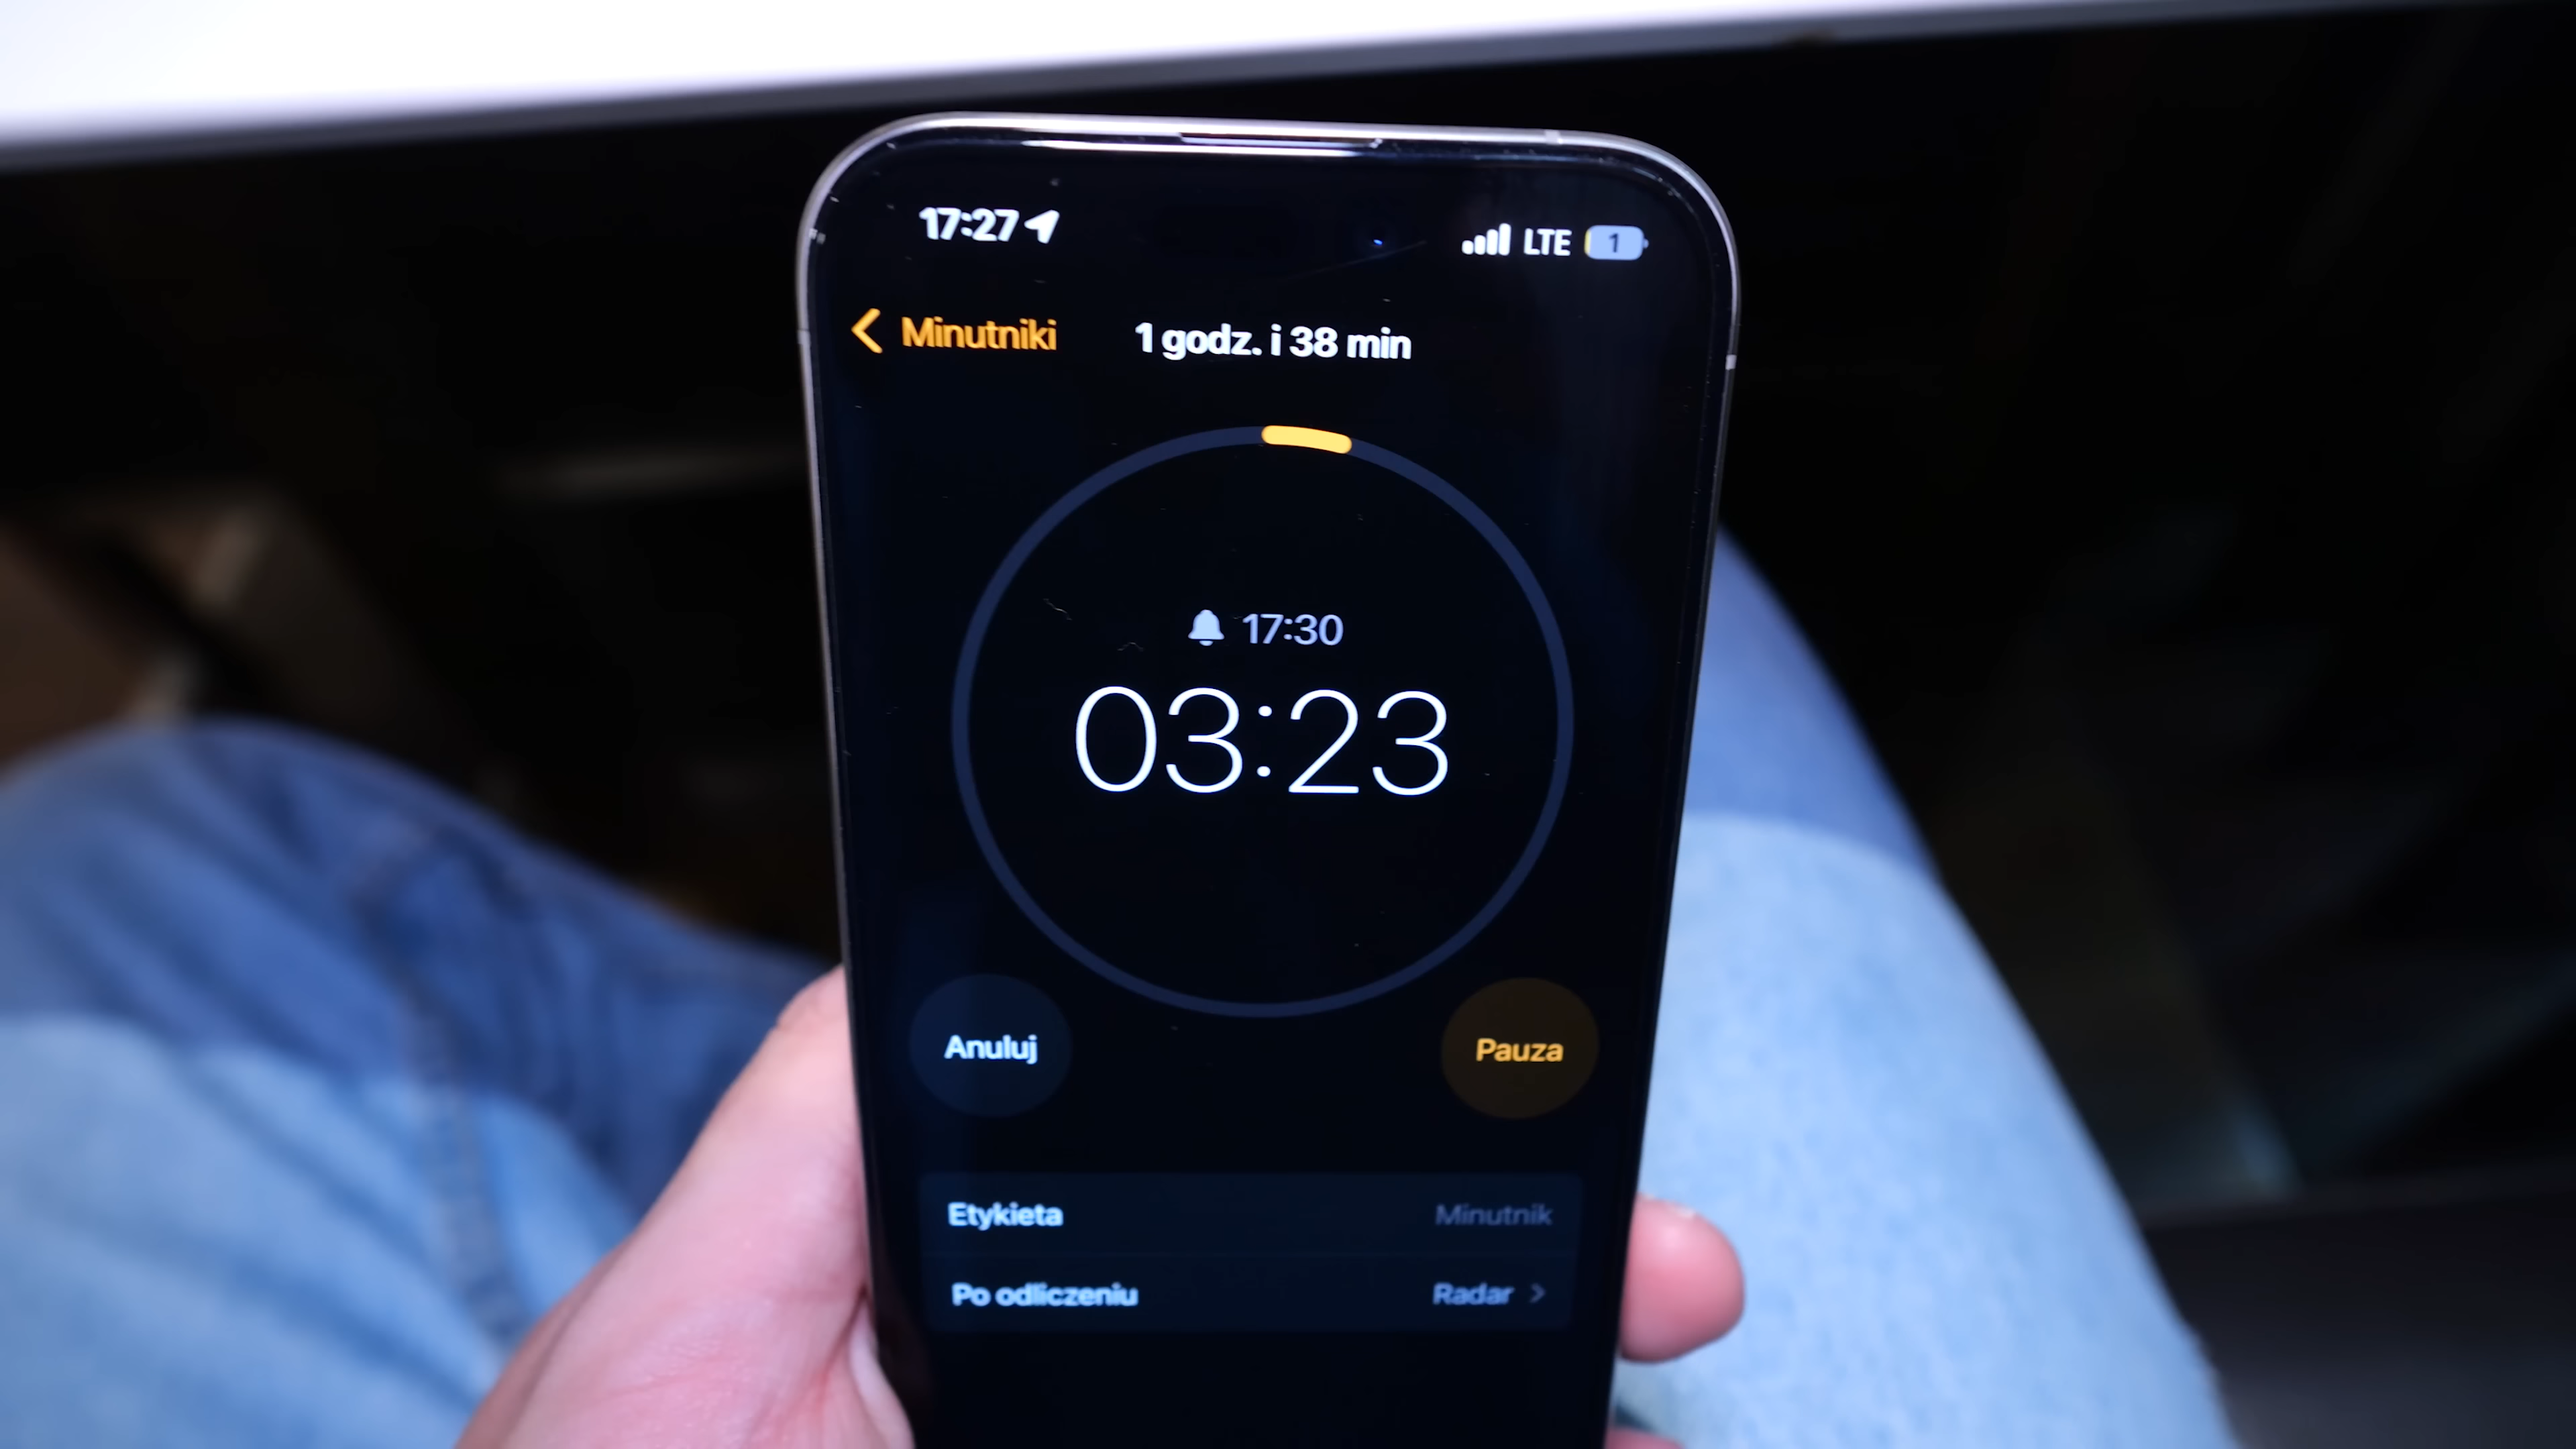 17:27 LTE 1
Minutniki 1 godz. i 38 min
17:30
03:23
Anuluj Pauza
Etykieta Minutnik
Po odliczeniu Radar